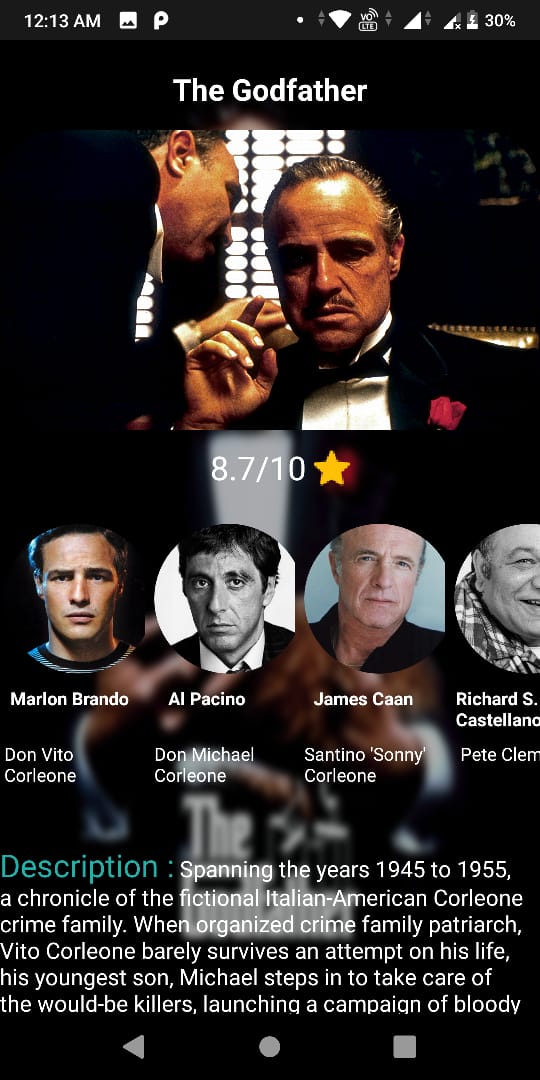 12:13 AM
VO LTE
30%
The Godfather
8.7/10
Marlon Brando
Al Pacino
James Caan
Richard S.
Castellano
Don Vito
Corleone
Don Michael
Corleone
Santino 'Sonny'
Corleone
Pete Clem
Description : Spanning the years 1945 to 1955,
a chronicle of the fictional Italian-American Corleone
crime family. When organized crime family patriarch,
Vito Corleone barely survives an attempt on his life,
his youngest son, Michael steps in to take care of
the would-be killers, launching a campaign of bloody
The